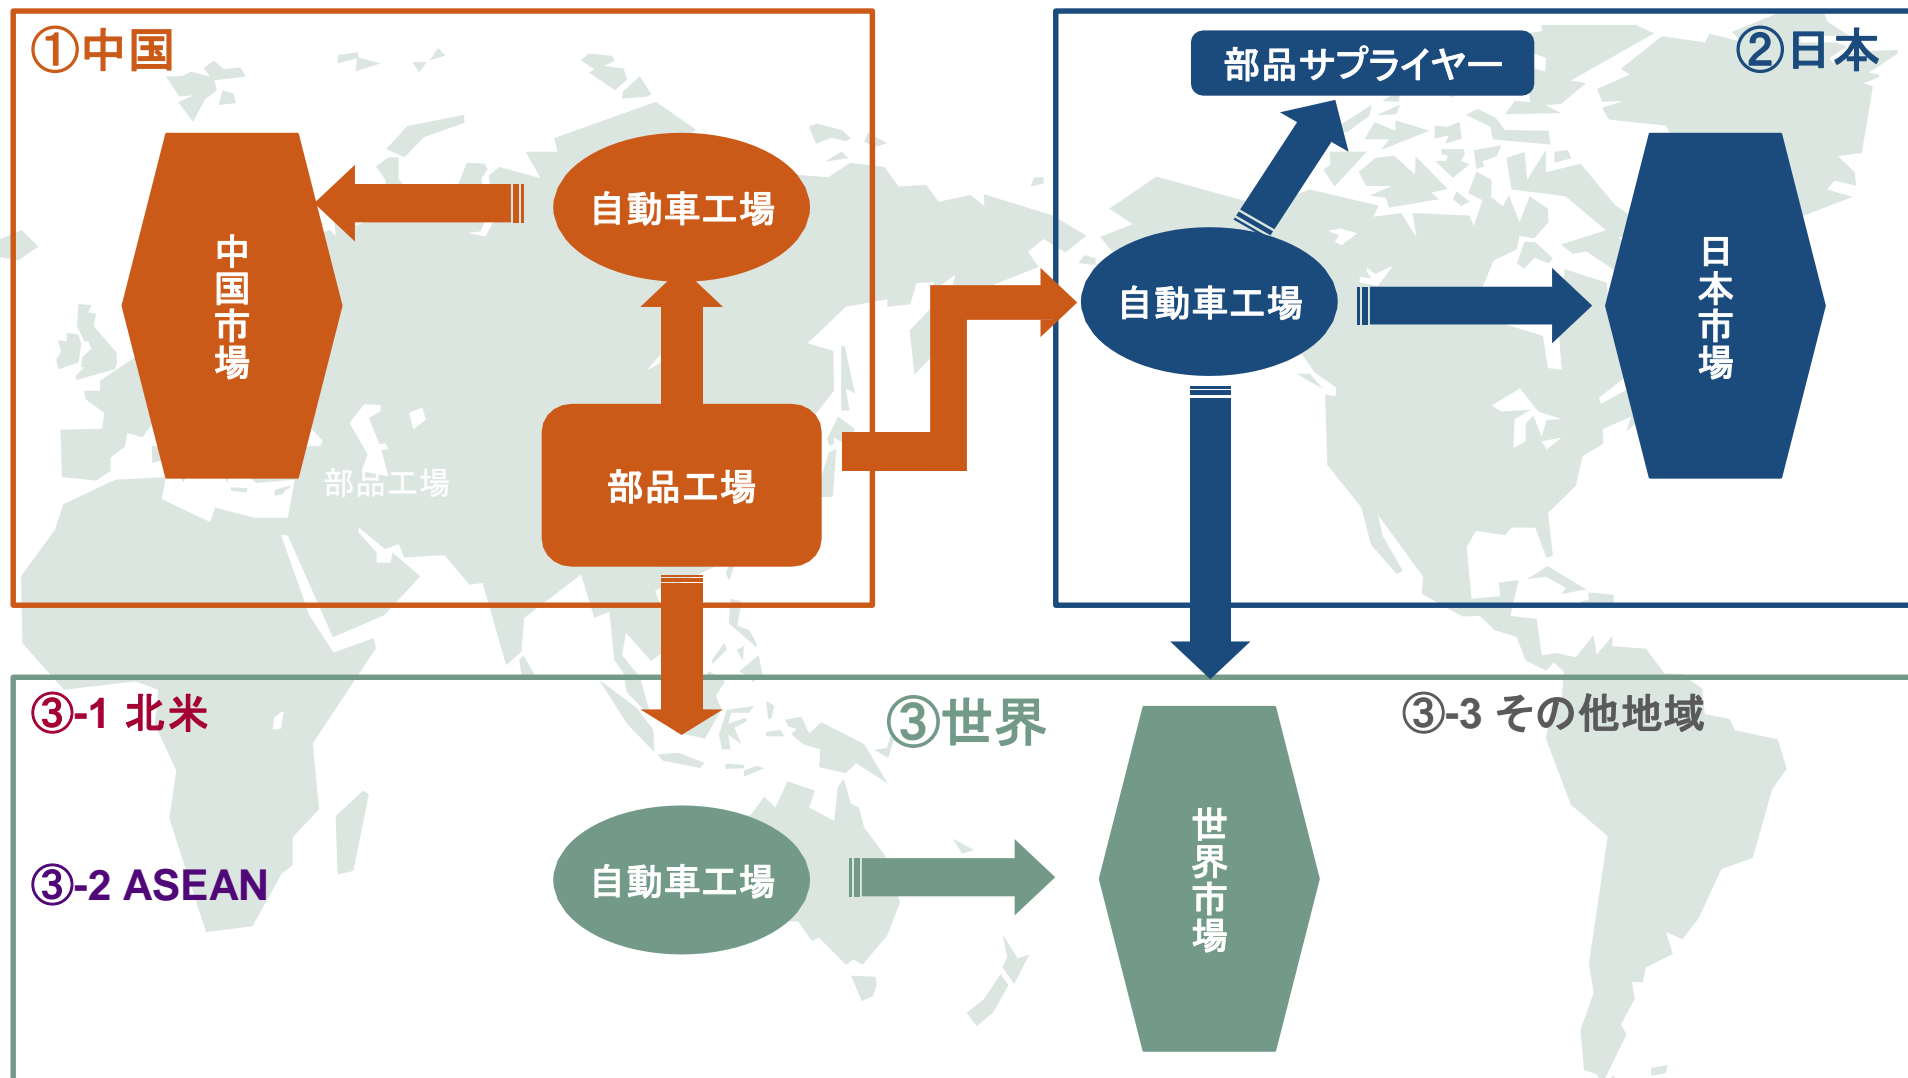 ①中国
自動車工場
中国市場
部品工場
部品工場
②日本
部品サプライヤー
自動車工場
日本市場
③世界
③-1 北米
③-2 ASEAN
③-3 その他地域
自動車工場
世界市場